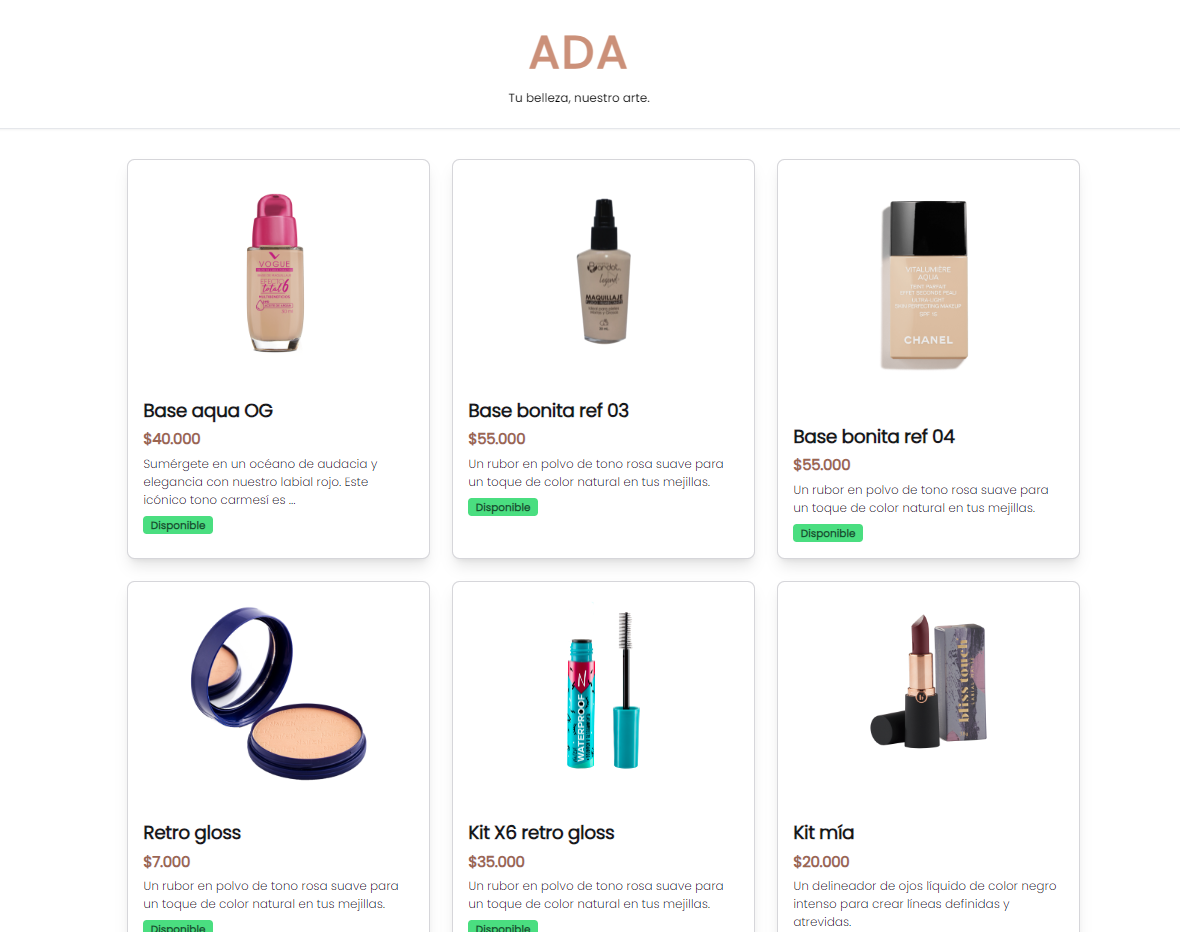 ADA
Tu belleza, nuestro arte.
VOGUE
total 6
Base aqua OG
$40.000
Sumérgete en un océano de audacia y
elegancia con nuestro labial rojo. Este
icónico tono carmesí es ...
Disponible
MAQUILLAJE
Base bonita ref 03
$55.000
Un rubor en polvo de tono rosa suave para
un toque de color natural en tus mejillas.
Disponible
VITALUMIÈRE
AQUA
CHANEL
Base bonita ref 04
$55.000
Un rubor en polvo de tono rosa suave para
un toque de color natural en tus mejillas.
Disponible
Retro gloss
$7.000
Un rubor en polvo de tono rosa suave para
un toque de color natural en tus mejillas.
Disponible
N
WATERPROOF
Kit X6 retro gloss
$35.000
Un rubor en polvo de tono rosa suave para
un toque de color natural en tus mejillas.
Disponible
bliss touch
Kit mía
$20.000
Un delineador de ojos líquido de color negro
intenso para crear líneas definidas y
atrevidas.